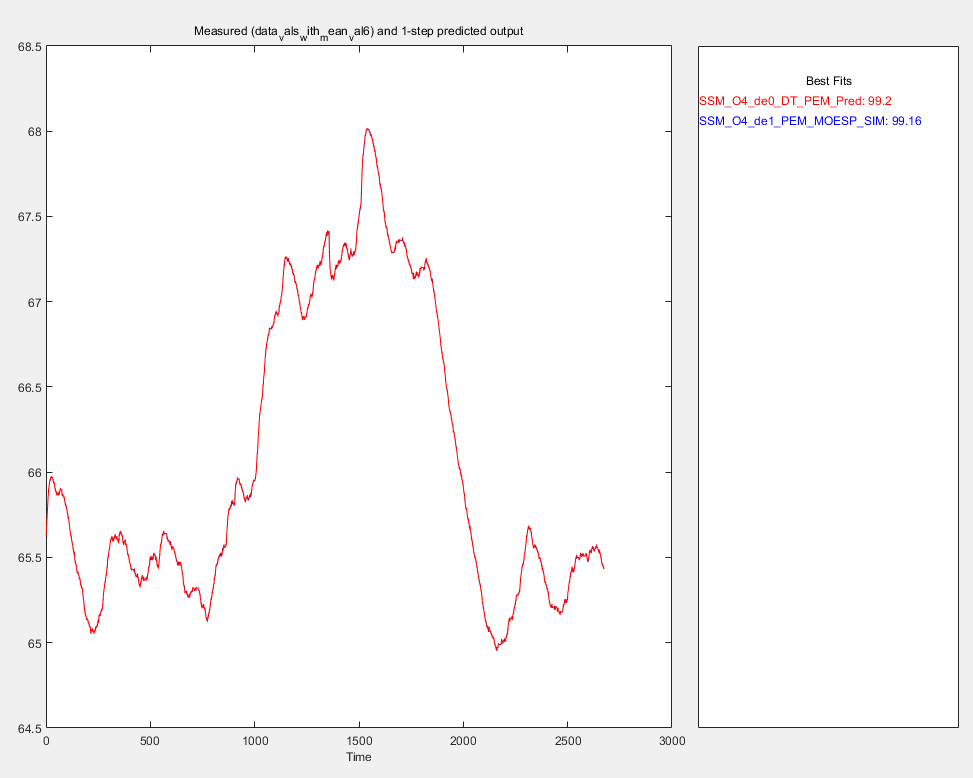 Measured (data_vals_with_mean_val6) and 1-step predicted output
68.5
68
67.5
67
66.5
66
65.5
65
64.5
0 500 1000 1500 2000 2500 3000
Time
Best Fits
SSM_O4_de0_DT_PEM_Pred: 99.2
SSM_O4_de1_PEM_MOESP_SIM: 99.16